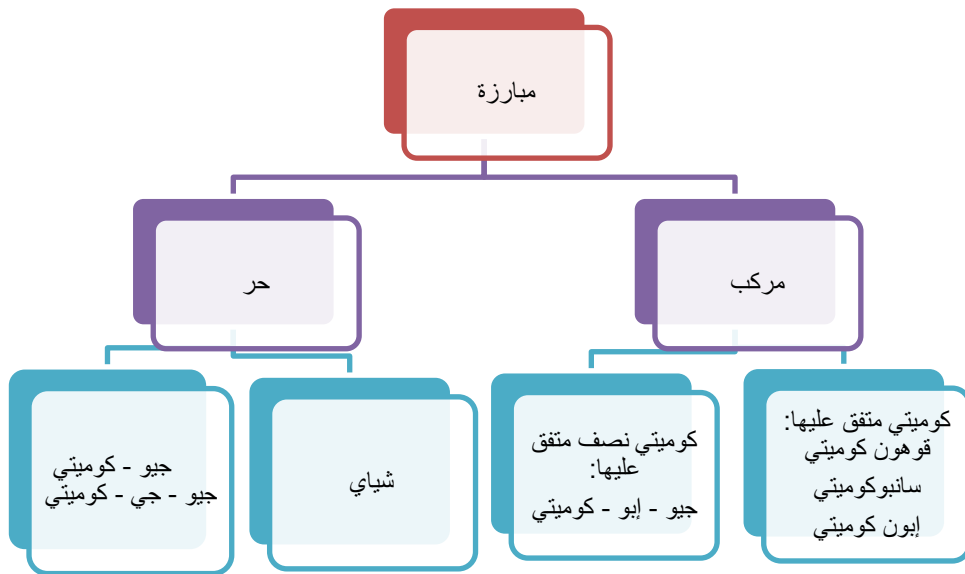 مبارزة
مركب
حر
كوميتي متفق عليها:
قوهون كوميتي
سانبوكوميتي
إبون كوميتي
كوميتي نصف متفق
عليها:
جيو - إبو - كوميتي
شياي
جيو - كوميتي
جيو - جي - كوميتي